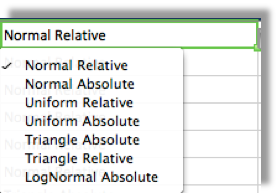 Normal Relative
✓ Normal Relative
Normal Absolute
Uniform Relative
Uniform Absolute
Triangle Absolute
Triangle Relative
LogNormal Absolute